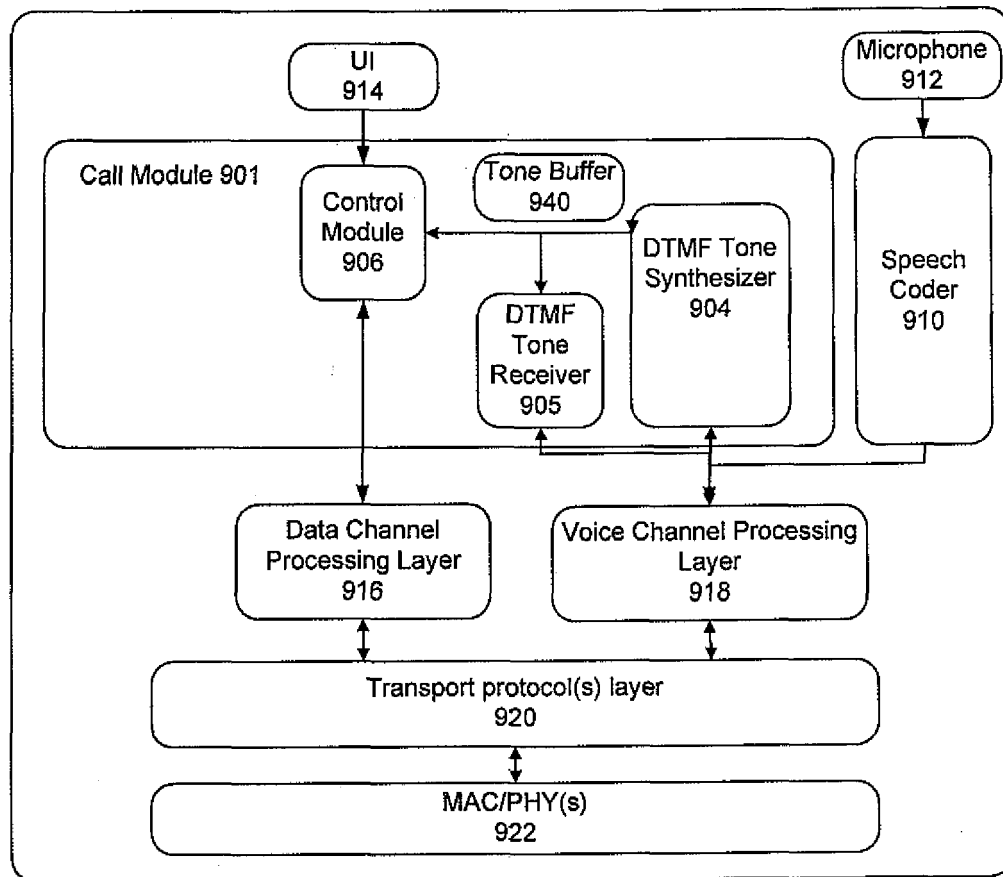 UI
914
Microphone
912
Call Module 901
Tone Buffer
940
Control
Module
906
DTMF Tone
Synthesizer
904
Speech
Coder
910
DTMF
Tone
Receiver
905
Data Channel
Processing Layer
916
Voice Channel Processing
Layer
918
Transport protocol(s) layer
920
MAC/PHY(s)
922